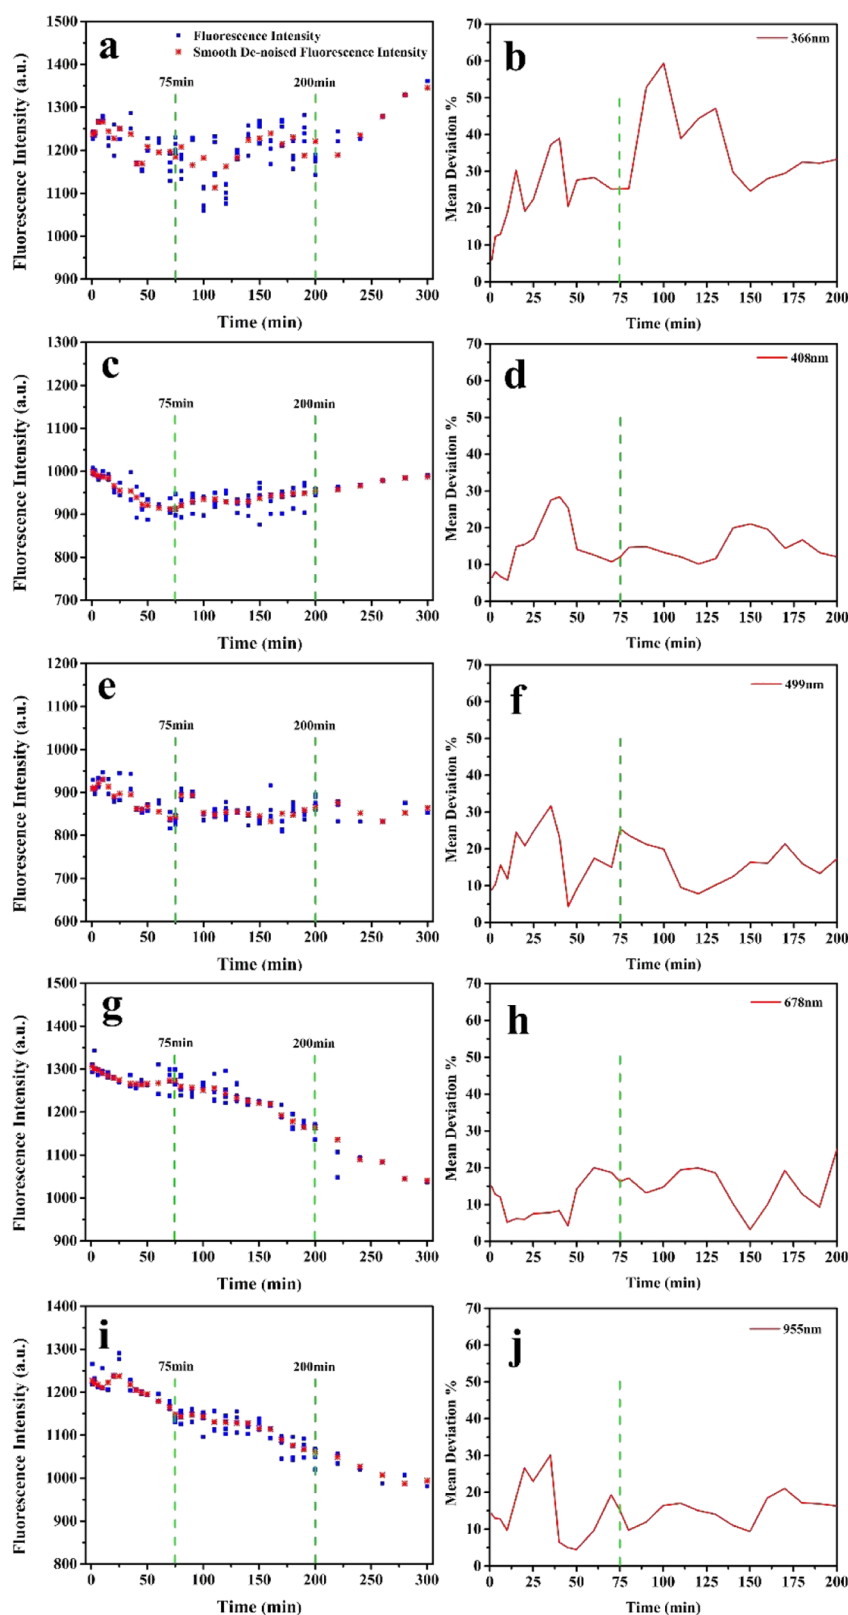 a
Fluorescence Intensity
Smooth De-noised Fluorescence Intensity
75min
200min
Fluorescence Intensity (a.u.)
1500
1400
1300
1200
1100
1000
900
0 50 100 150 200 250 300
Time (min)
b
366nm
Mean Deviation %
70
60
50
40
30
20
10
0
0 25 50 75 100 125 150 175 200
Time (min)
c
75min
200min
Fluorescence Intensity (a.u.)
1300
1200
1100
1000
900
800
700
0 50 100 150 200 250 300
Time (min)
d
408nm
Mean Deviation %
70
60
50
40
30
20
10
0
0 25 50 75 100 125 150 175 200
Time (min)
e
75min
200min
Fluorescence Intensity (a.u.)
1200
1100
1000
900
800
700
600
0 50 100 150 200 250 300
Time (min)
f
499nm
Mean Deviation %
70
60
50
40
30
20
10
0
0 25 50 75 100 125 150 175 200
Time (min)
g
75min
200min
Fluorescence Intensity (a.u.)
1500
1400
1300
1200
1100
1000
900
0 50 100 150 200 250 300
Time (min)
h
678nm
Mean Deviation %
70
60
50
40
30
20
10
0
0 25 50 75 100 125 150 175 200
Time (min)
i
75min
200min
Fluorescence Intensity (a.u.)
1400
1300
1200
1100
1000
900
800
0 50 100 150 200 250 300
Time (min)
j
955nm
Mean Deviation %
70
60
50
40
30
20
10
0
0 25 50 75 100 125 150 175 200
Time (min)